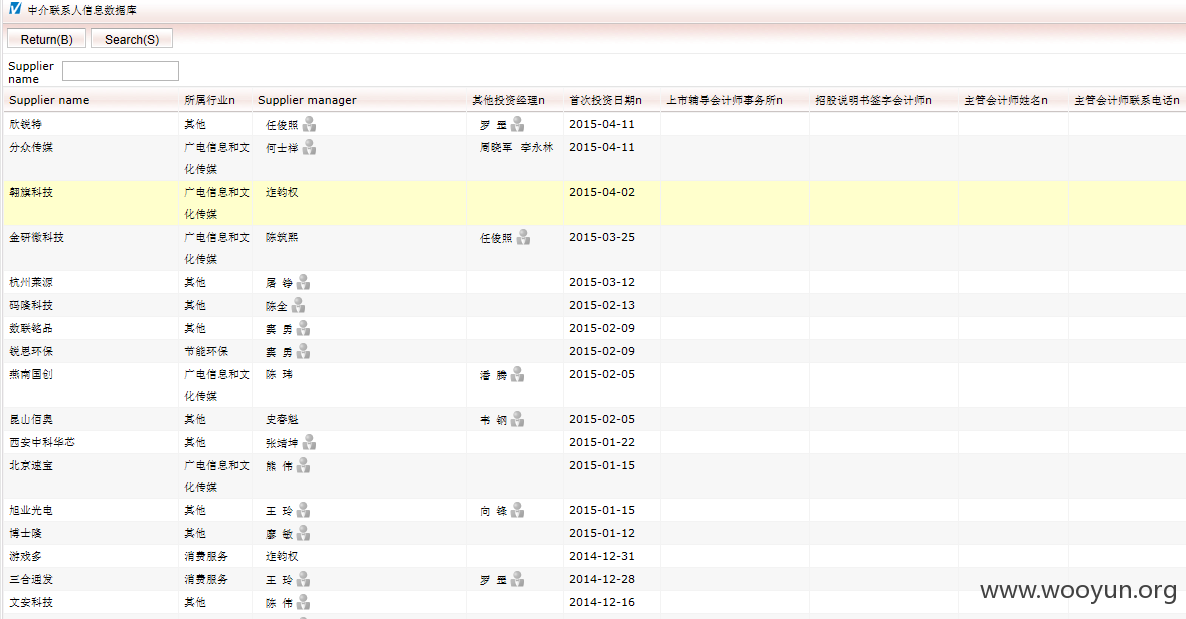 中介联系人信息数据库
Return(B) Search(S)
Supplier
name
Supplier name 所属行业n Supplier manager 其他投资经理n 首次投资日期n 上市辅导会计师事务所n 招股说明书签字会计师n 主管会计师姓名n 主管会计师联系电话n
欣锐特 其他 任俊照 罗 罡 2015-04-11
分众传媒 广电信息和文 何士祥 周晓军 李永林 2015-04-11
化传媒
翱旗科技 广电信息和文 迮钧权 2015-04-02
化传媒
金研微科技 广电信息和文 陈筑熙 任俊照 2015-03-25
化传媒
杭州莱源 其他 屠 铮 2015-03-12
码隆科技 其他 陈全 2015-02-13
数联铭品 其他 窦 勇 2015-02-09
锐思环保 节能环保 窦 勇 2015-02-09
燕南国创 广电信息和文 陈 玮 潘 腾 2015-02-05
化传媒
昆山佰奥 其他 史春魁 韦 钢 2015-02-05
西安中科华芯 其他 张靖坤 2015-01-22
北京速宝 广电信息和文 熊 伟 2015-01-15
化传媒
旭业光电 其他 王 玲 向 锋 2015-01-15
博士隆 其他 廖 敏 2015-01-12
游戏多 消费服务 迮钧权 2014-12-31
三合通发 消费服务 王 玲 罗 罡 2014-12-28
文安科技 其他 陈 伟 2014-12-16
www.wooyun.org